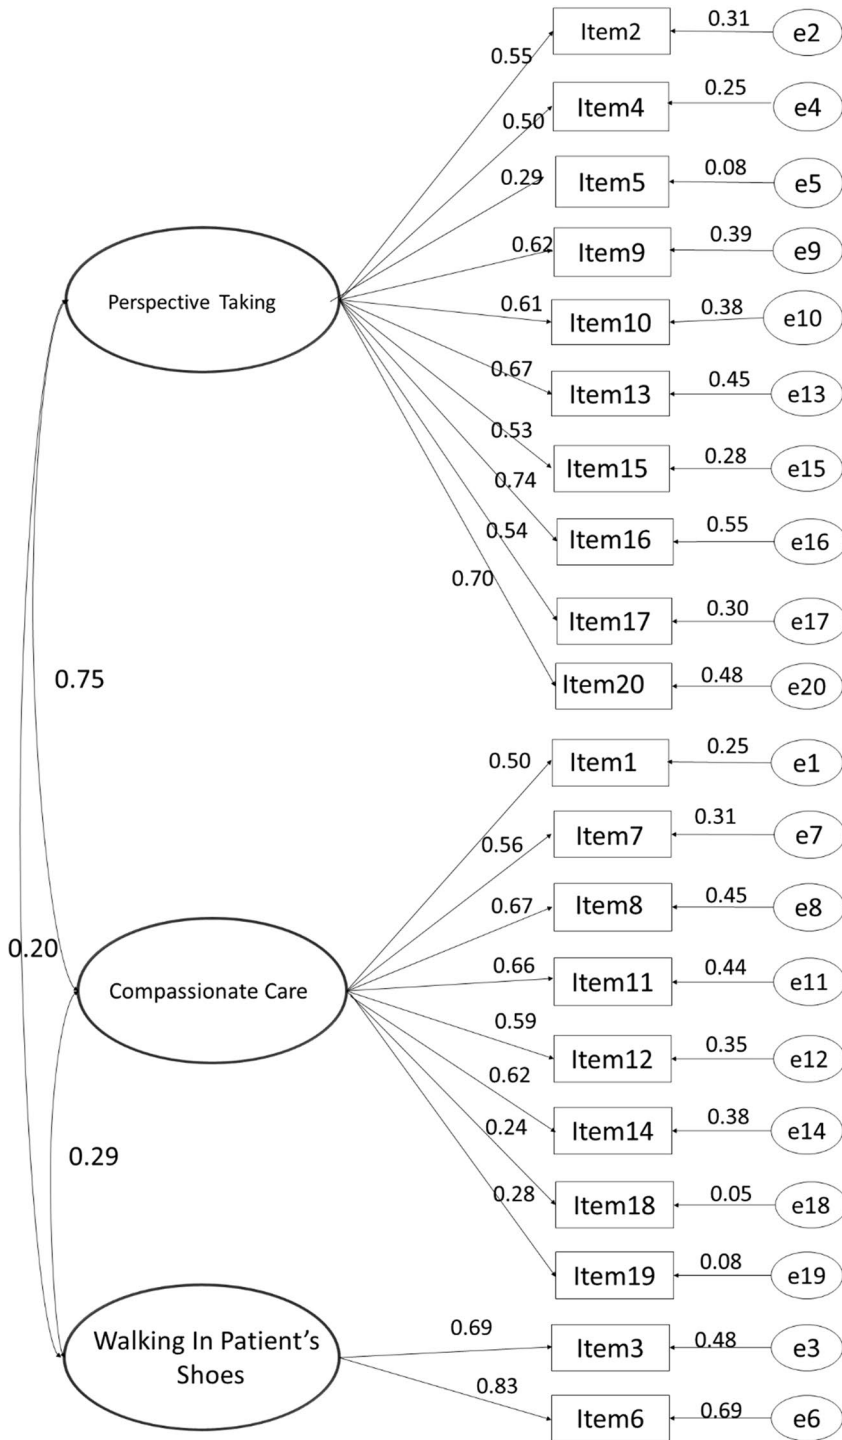 Item2
0.31
e2
0.55
Item4
0.25
e4
0.50
Item5
0.08
e5
0.29
Item9
0.39
e9
0.62
Perspective Taking
Item10
0.38
e10
0.61
Item13
0.45
e13
0.67
Item15
0.28
e15
0.53
Item16
0.55
e16
0.74
Item17
0.30
e17
0.54
Item20
0.48
e20
0.70
0.75
Item1
0.25
e1
0.50
Item7
0.31
e7
0.56
Item8
0.45
e8
0.67
0.20
Compassionate Care
Item11
0.44
e11
0.66
Item12
0.35
e12
0.59
Item14
0.38
e14
0.62
Item18
0.05
e18
0.24
Item19
0.08
e19
0.28
0.29
Walking In Patient's
Shoes
Item3
0.48
e3
0.69
Item6
0.69
e6
0.83